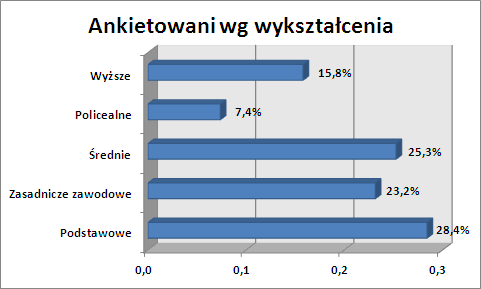 Ankietowani wg wykształcenia
Wyższe 15,8%
Policealne 7,4%
Średnie 25,3%
Zasadnicze zawodowe 23,2%
Podstawowe 28,4%
0,0 0,1 0,2 0,3